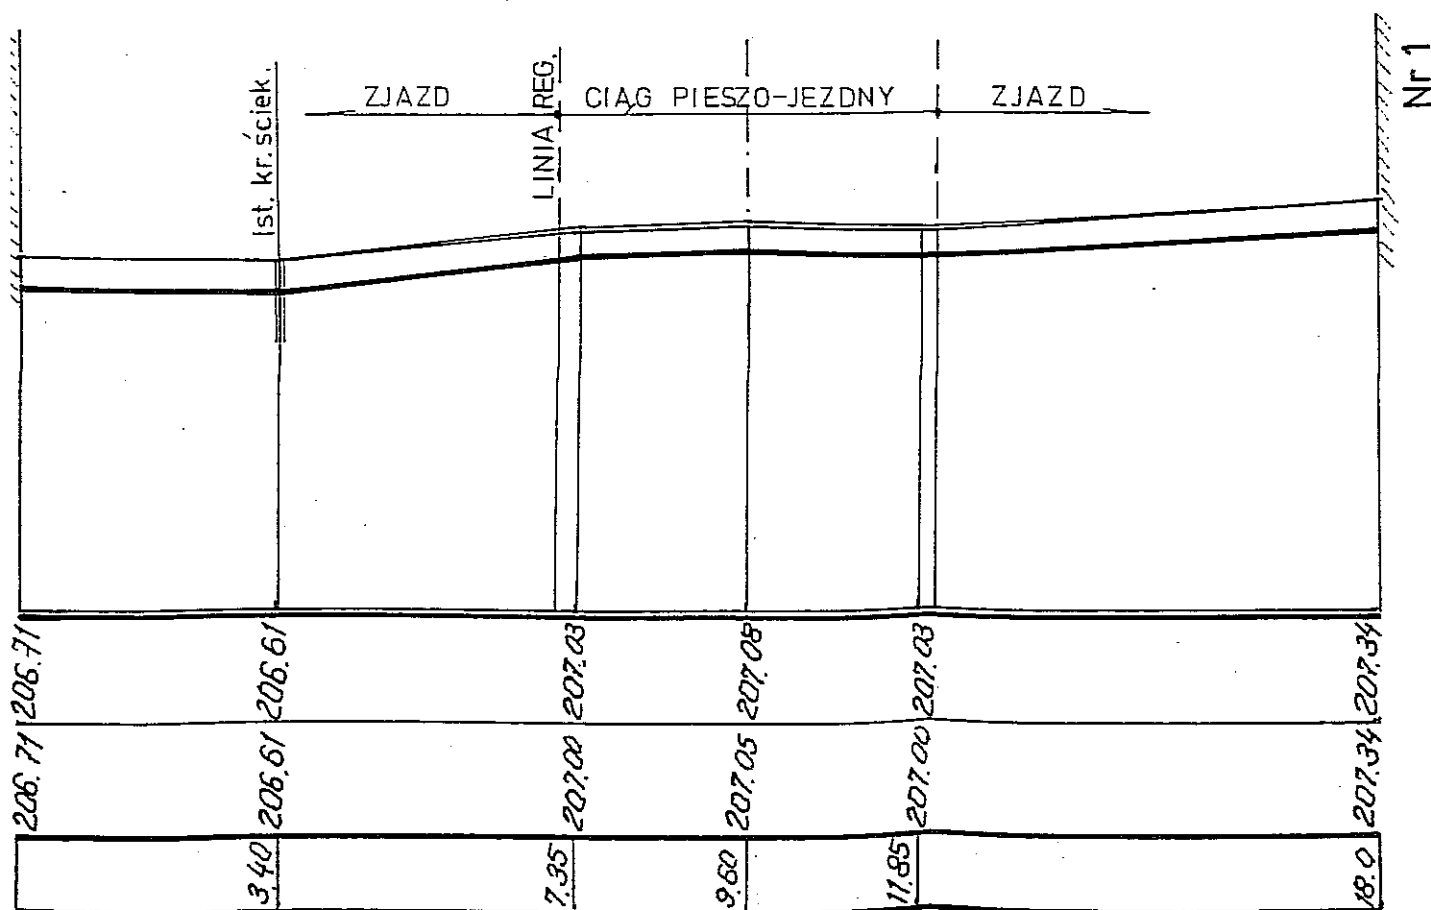 Nr 1
Ist. kr. ściek.
ZJAZD
LINIA REG.
CIĄG PIESZO-JEZDNY
ZJAZD
206.71 206.61 207.03 207.08 207.03 207.34
206.71 206.61 207.00 207.05 207.00 207.34
3.40 7.35 9.60 11.85 18.0